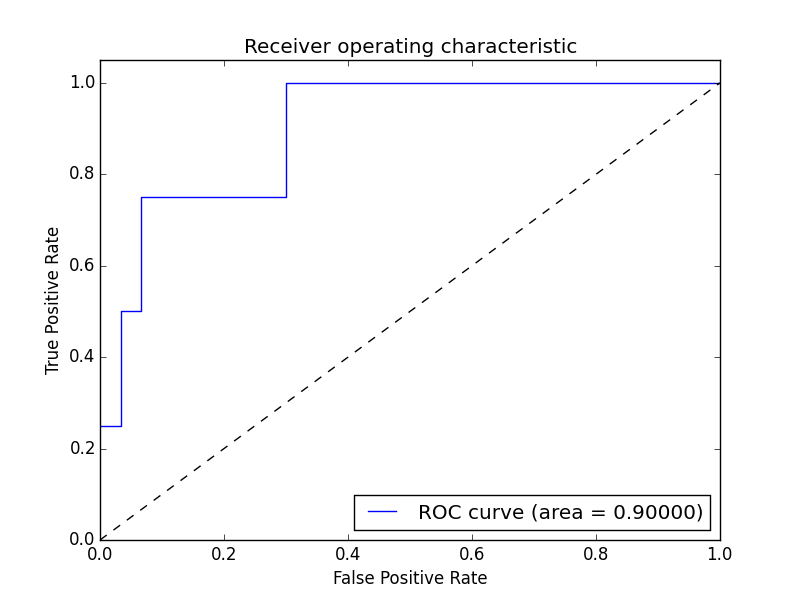 Receiver operating characteristic
True Positive Rate
1.0
0.8
0.6
0.4
0.2
0.0
ROC curve (area = 0.90000)
0.0 0.2 0.4 0.6 0.8 1.0
False Positive Rate